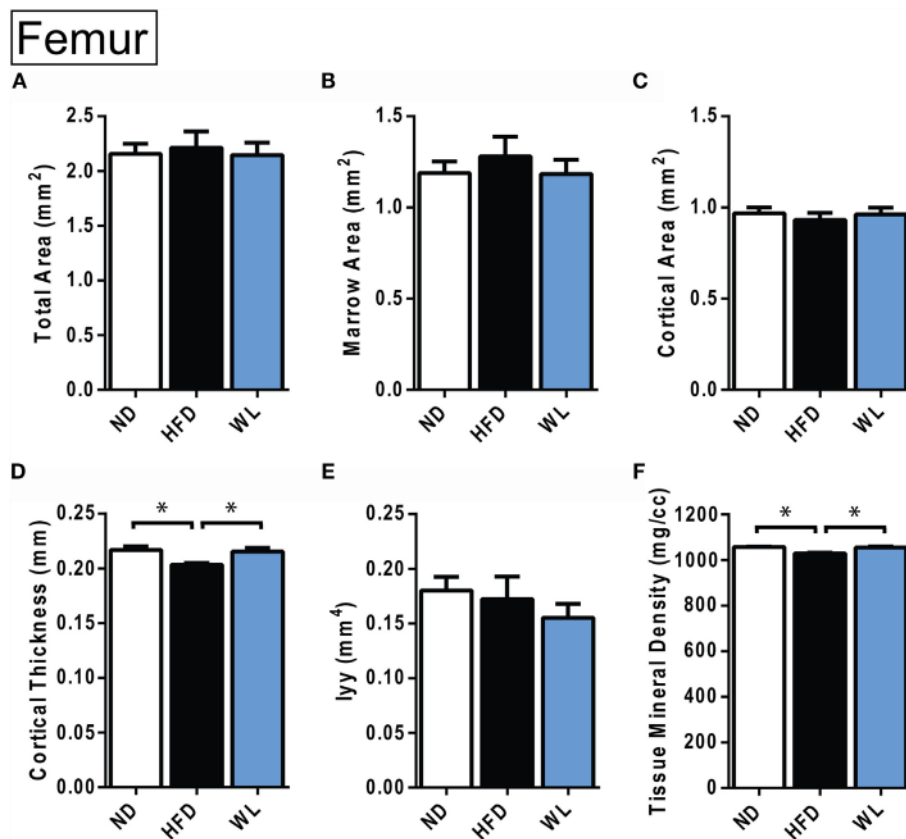 Femur
A
Total Area (mm²)
2.5
2.0
1.5
1.0
0.5
0.0
ND
HFD
WL
B
Marrow Area (mm²)
1.5
1.0
0.5
0.0
ND
HFD
WL
C
Cortical Area (mm²)
1.5
1.0
0.5
0.0
ND
HFD
WL
D
Cortical Thickness (mm)
0.25
0.20
0.15
0.10
0.05
0.00
* *
ND
HFD
WL
E
Iyy (mm⁴)
0.25
0.20
0.15
0.10
0.05
0.00
ND
HFD
WL
F
Tissue Mineral Density (mg/cc)
1200
1000
800
600
400
200
0
* *
ND
HFD
WL